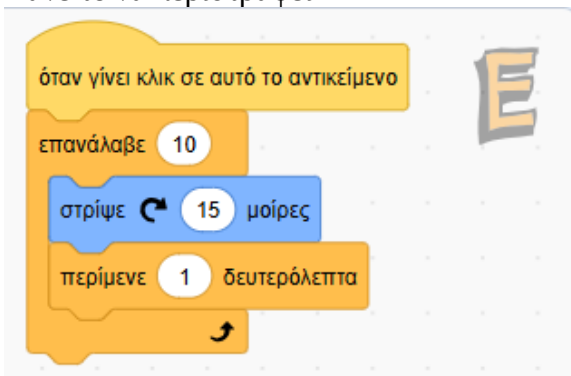 όταν γίνει κλικ σε αυτό το αντικείμενο
Ε
επανάλαβε 10
στρίψε 15 μοίρες
περίμενε 1 δευτερόλεπτα